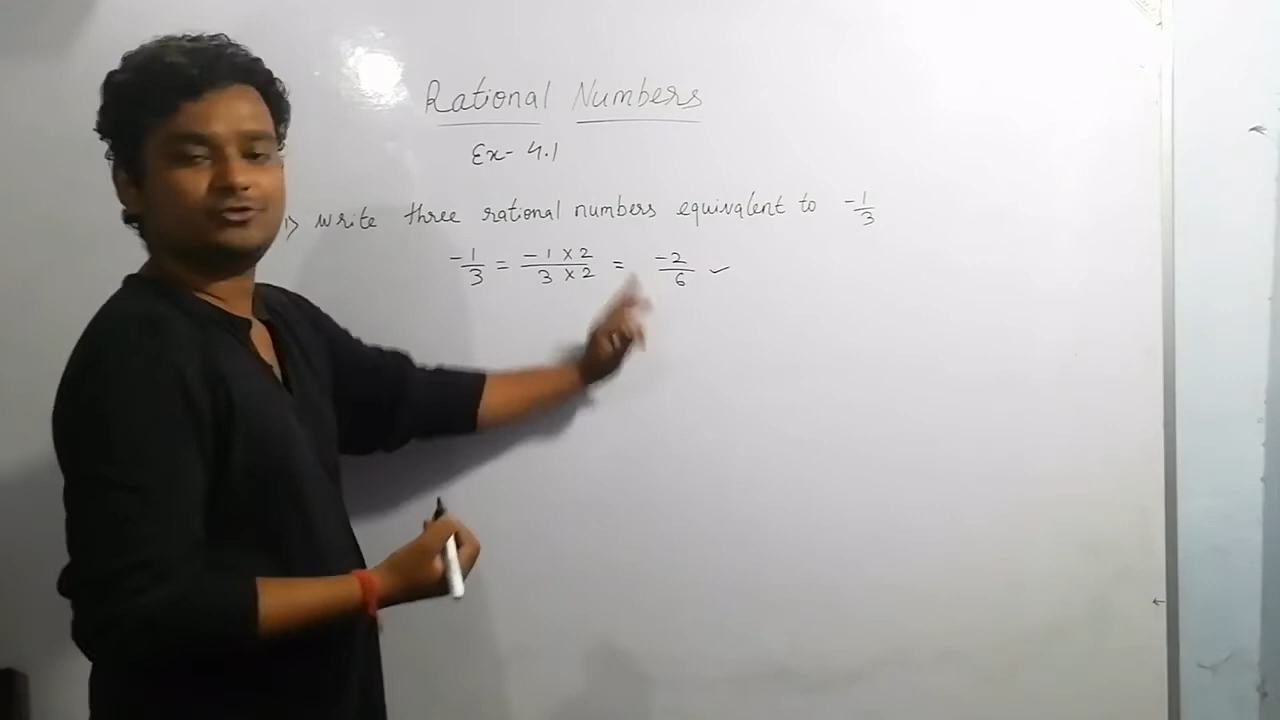 Rational Numbers
Ex- 4.1
1) write three rational numbers equivalent to -1/3
-1/3 = -1 x 2 / 3 x 2 = -2/6 ✓